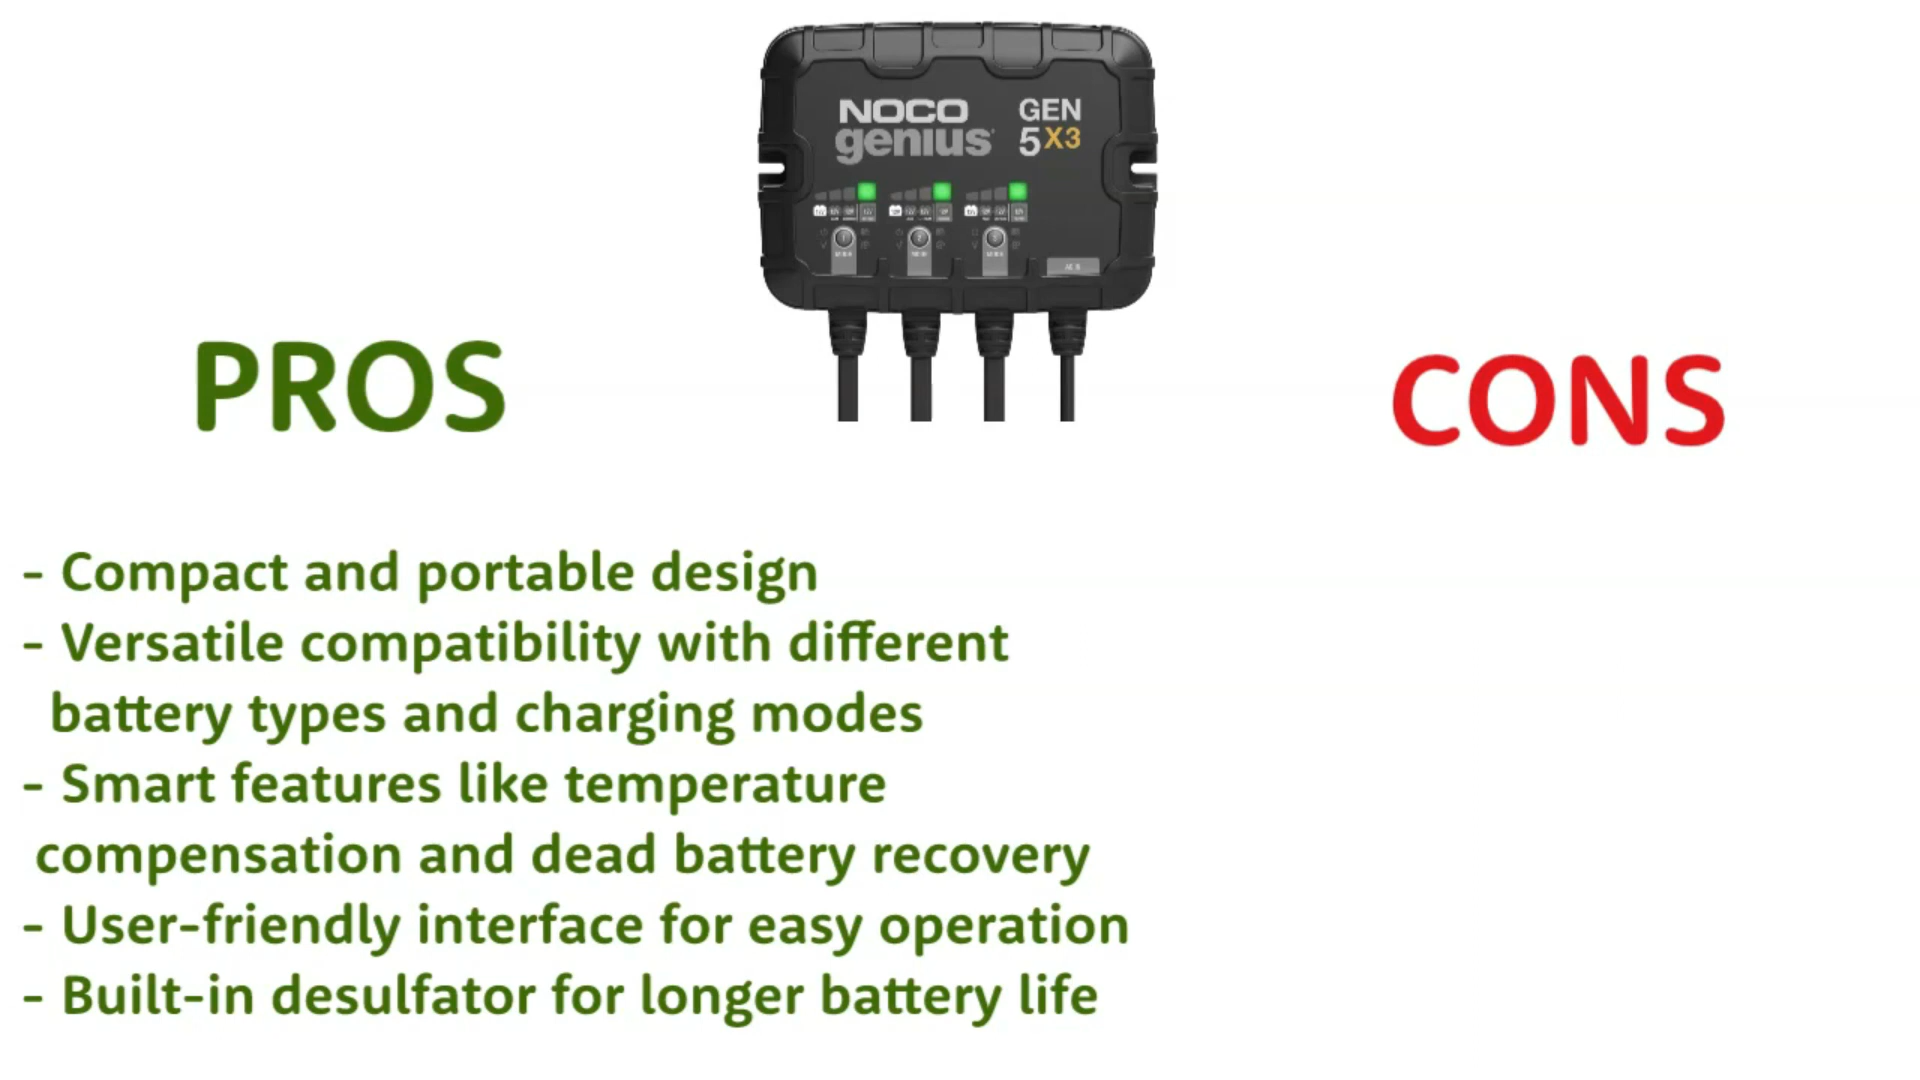 NOCO
genius
GEN
5X3
PROS
CONS
- Compact and portable design
- Versatile compatibility with different
battery types and charging modes
- Smart features like temperature
compensation and dead battery recovery
- User-friendly interface for easy operation
- Built-in desulfator for longer battery life